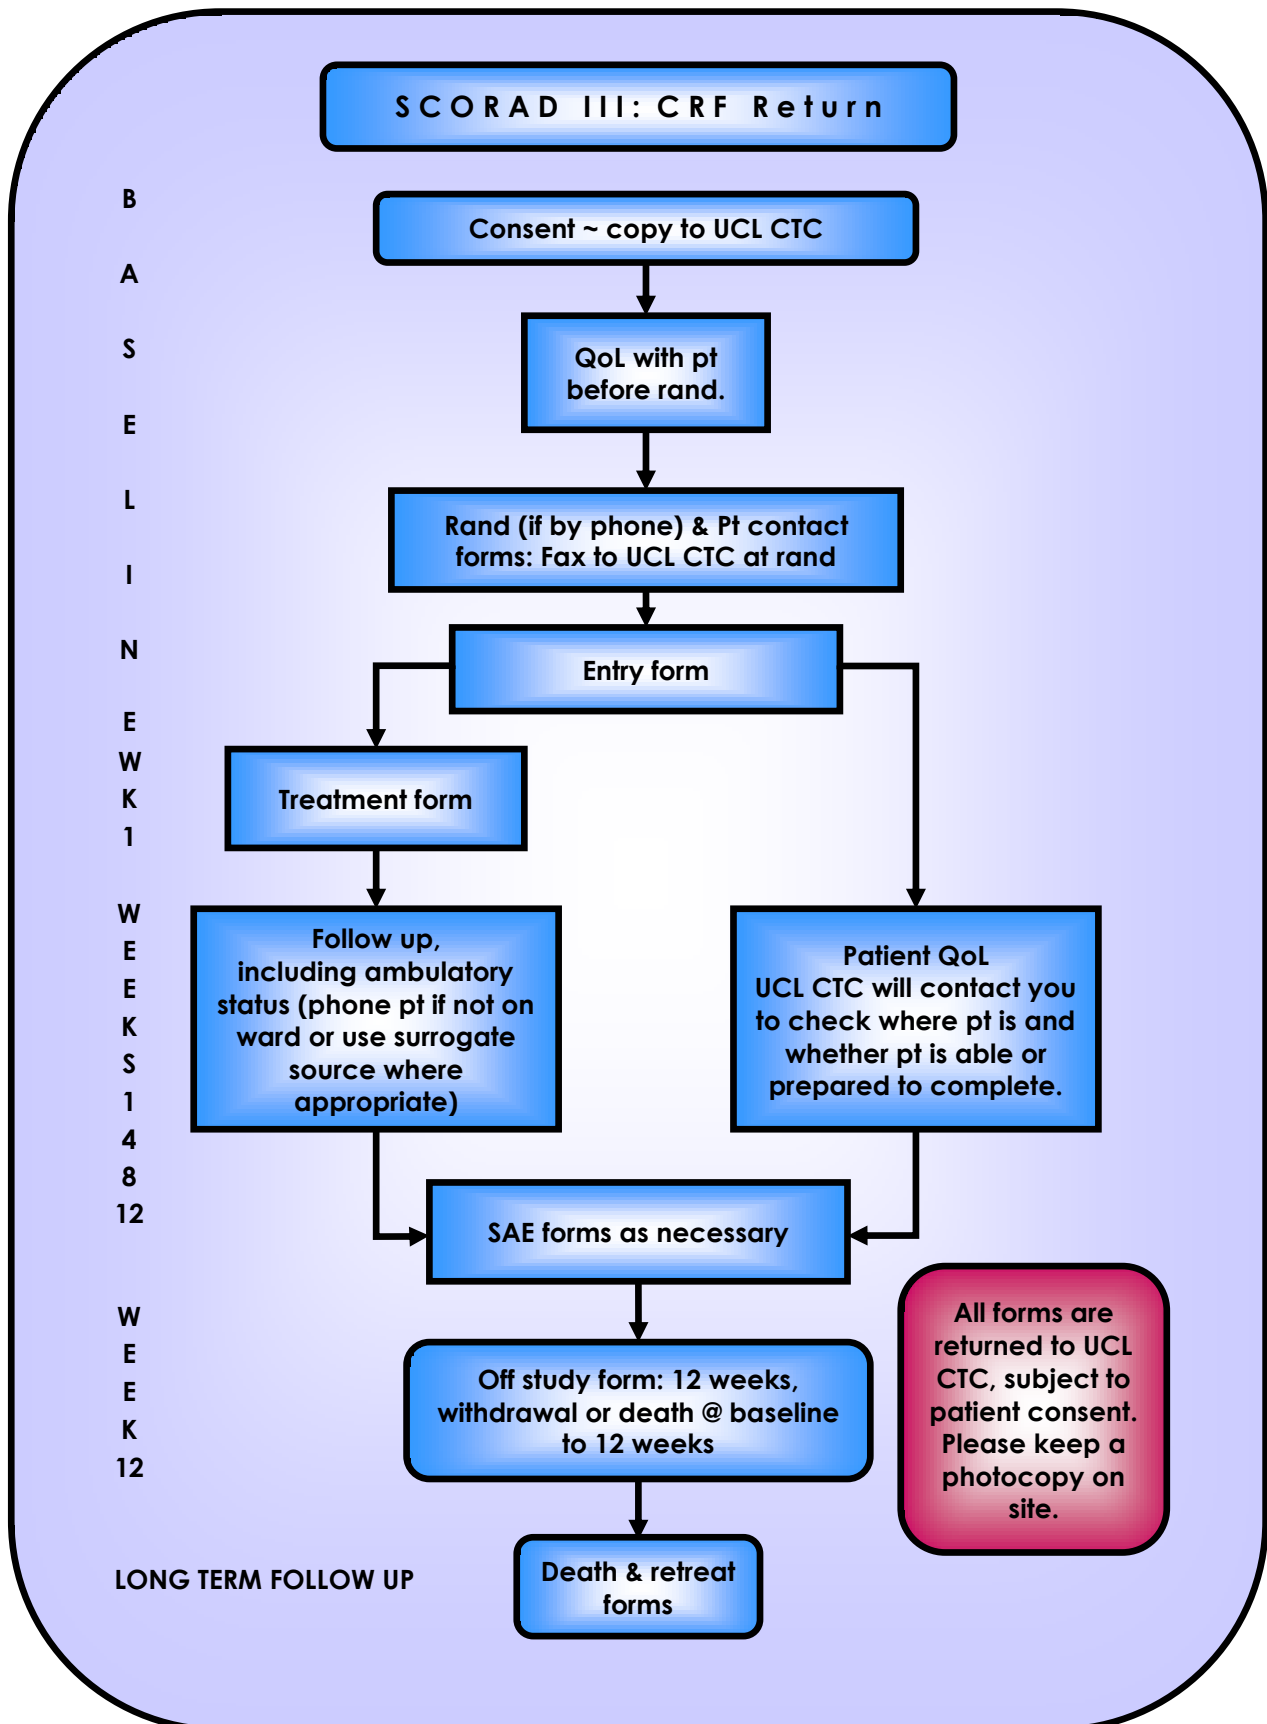 SCORAD III: CRF Return
B
A
S
E
L
I
N
E
Consent ~ copy to UCL CTC
QoL with pt
before rand.
Rand (if by phone) & Pt contact
forms: Fax to UCL CTC at rand
Entry form
W
K
1
Treatment form
W
E
E
K
S
1
4
8
12
Follow up,
including ambulatory
status (phone pt if not on
ward or use surrogate
source where
appropriate)
Patient QoL
UCL CTC will contact you
to check where pt is and
whether pt is able or
prepared to complete.
SAE forms as necessary
W
E
E
K
12
Off study form: 12 weeks,
withdrawal or death @ baseline
to 12 weeks
All forms are
returned to UCL
CTC, subject to
patient consent.
Please keep a
photocopy on
site.
LONG TERM FOLLOW UP
Death & retreat
forms